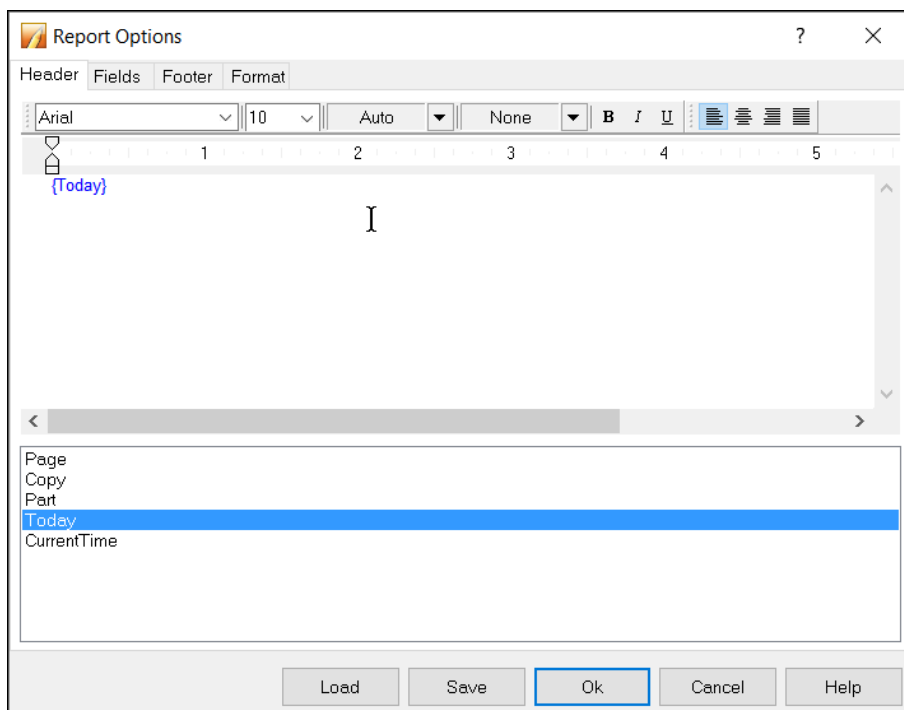 Report Options ?
Header Fields Footer Format
Arial 10 Auto None B I U
1 2 3 4 5
{Today}
Page
Copy
Part
Today
CurrentTime
Load Save Ok Cancel Help